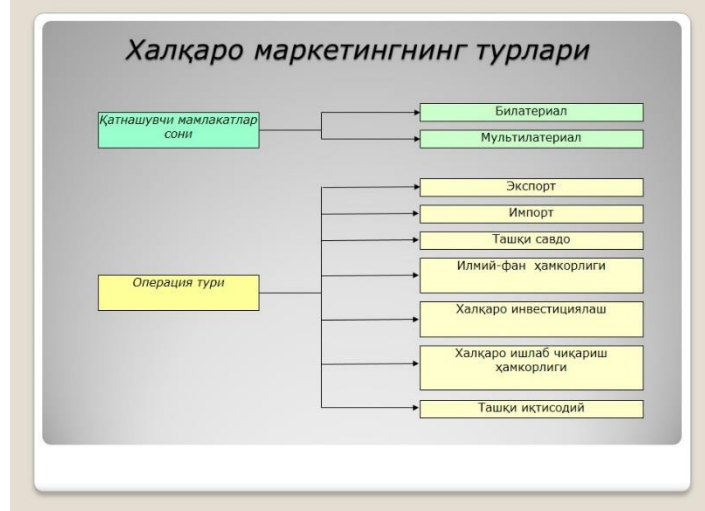 Халқаро маркетингнинг турлари
Қатнашувчи мамлакатлар
сони
Билатериал
Мультилатериал
Операция тури
Экспорт
Импорт
Ташқи савдо
Илмий-фан ҳамкорлиги
Халқаро инвестициялаш
Халқаро ишлаб чиқариш
ҳамкорлиги
Ташқи иқтисодий